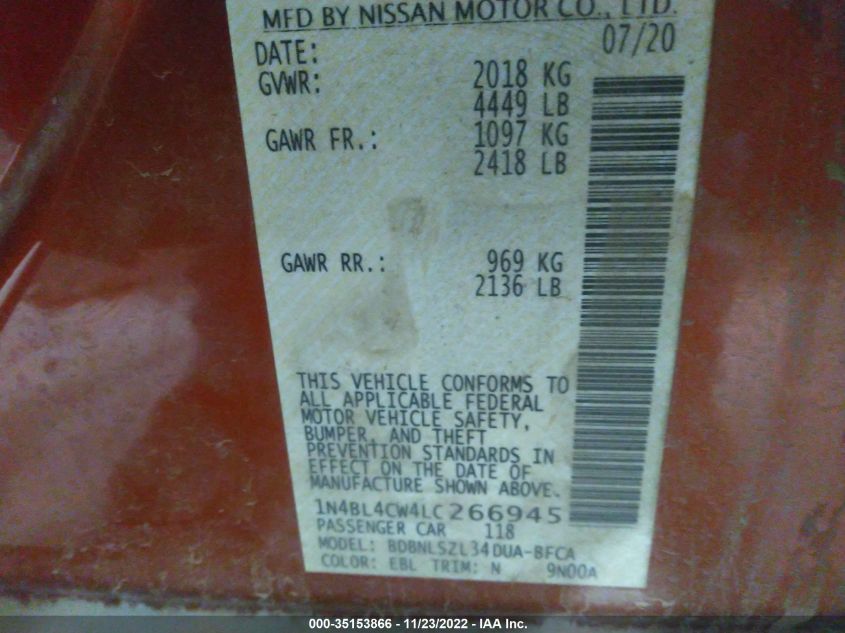 MFD BY NISSAN MOTOR CO., LTD.
DATE: 07/20
GVWR: 2018 KG
4449 LB
GAWR FR.: 1097 KG
2418 LB
GAWR RR.: 969 KG
2136 LB
THIS VEHICLE CONFORMS TO
ALL APPLICABLE FEDERAL
MOTOR VEHICLE SAFETY,
BUMPER, AND THEFT
PREVENTION STANDARDS IN
EFFECT ON THE DATE OF
MANUFACTURE SHOWN ABOVE.
1N4BL4CW4LC266945
PASSENGER CAR 118
MODEL: BDBNLSZL34DUA-BFCA
COLOR: EBL TRIM: N 9N00A
000-35153866 - 11/23/2022 - IAA Inc.